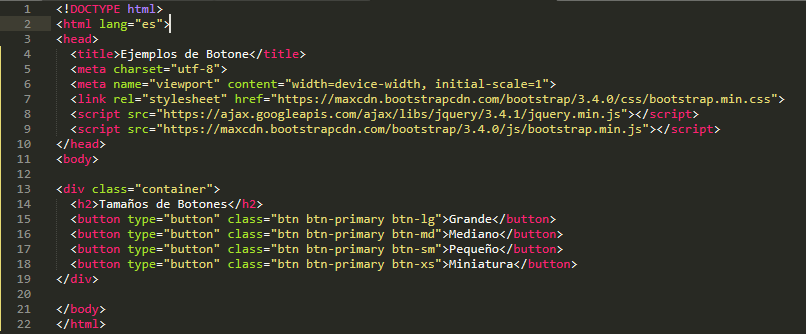 1 <!DOCTYPE html>
2 <html lang="es">
3 <head>
4 <title>Ejemplos de Botone</title>
5 <meta charset="utf-8">
6 <meta name="viewport" content="width=device-width, initial-scale=1">
7 <link rel="stylesheet" href="https://maxcdn.bootstrapcdn.com/bootstrap/3.4.0/css/bootstrap.min.css">
8 <script src="https://ajax.googleapis.com/ajax/libs/jquery/3.4.1/jquery.min.js"></script>
9 <script src="https://maxcdn.bootstrapcdn.com/bootstrap/3.4.0/js/bootstrap.min.js"></script>
10 </head>
11 <body>
12
13 <div class="container">
14 <h2>Tamaños de Botones</h2>
15 <button type="button" class="btn btn-primary btn-lg">Grande</button>
16 <button type="button" class="btn btn-primary btn-md">Mediano</button>
17 <button type="button" class="btn btn-primary btn-sm">Pequeño</button>
18 <button type="button" class="btn btn-primary btn-xs">Miniatura</button>
19 </div>
20
21 </body>
22 </html>